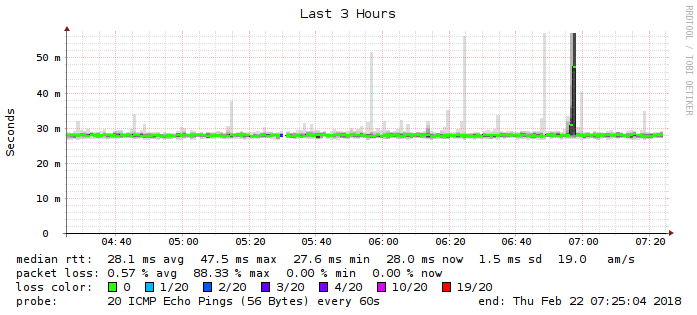 Last 3 Hours
RRDTOOL / TOBI OETIKER
Seconds
50 m
40 m
30 m
20 m
10 m
0
04:40 05:00 05:20 05:40 06:00 06:20 06:40 07:00 07:20
median rtt: 28.1 ms avg 47.5 ms max 27.6 ms min 28.0 ms now 1.5 ms sd 19.0 am/s
packet loss: 0.57 % avg 88.33 % max 0.00 % min 0.00 % now
loss color: 0 1/20 2/20 3/20 4/20 10/20 19/20
probe: 20 ICMP Echo Pings (56 Bytes) every 60s end: Thu Feb 22 07:25:04 2018